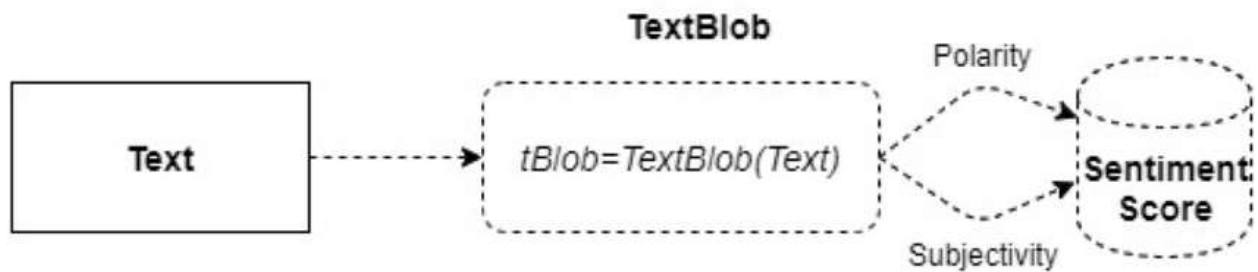 TextBlob
Polarity
Text
tBlob=TextBlob(Text)
Sentiment
Score
Subjectivity